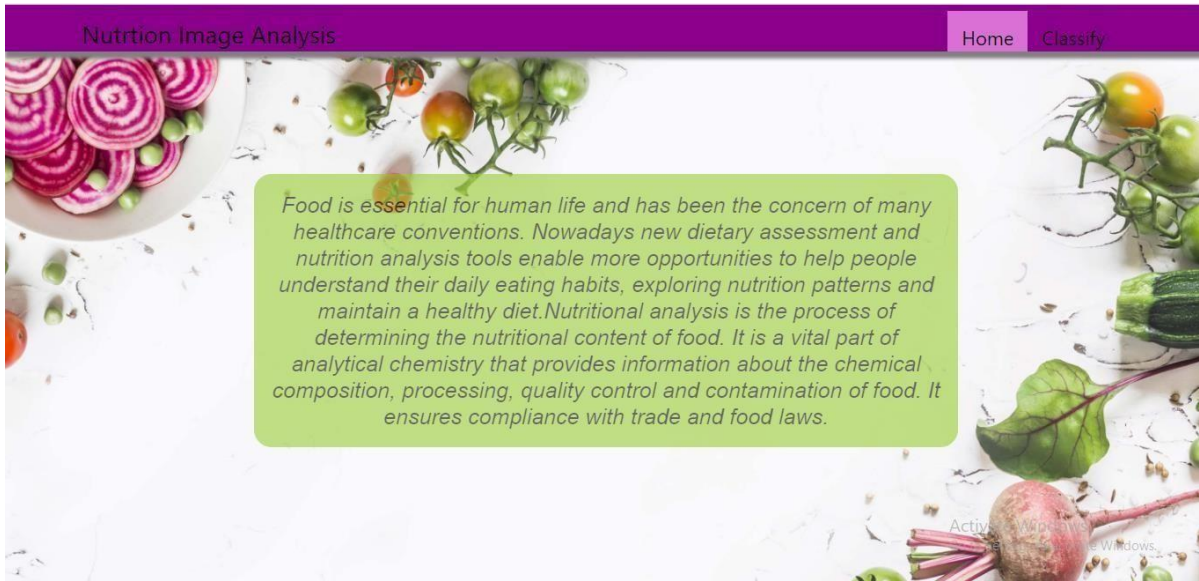 Nutrtion Image Analysis
Home Classify
Food is essential for human life and has been the concern of many
healthcare conventions. Nowadays new dietary assessment and
nutrition analysis tools enable more opportunities to help people
understand their daily eating habits, exploring nutrition patterns and
maintain a healthy diet.Nutritional analysis is the process of
determining the nutritional content of food. It is a vital part of
analytical chemistry that provides information about the chemical
composition, processing, quality control and contamination of food. It
ensures compliance with trade and food laws.
Activate Windows
Windows.